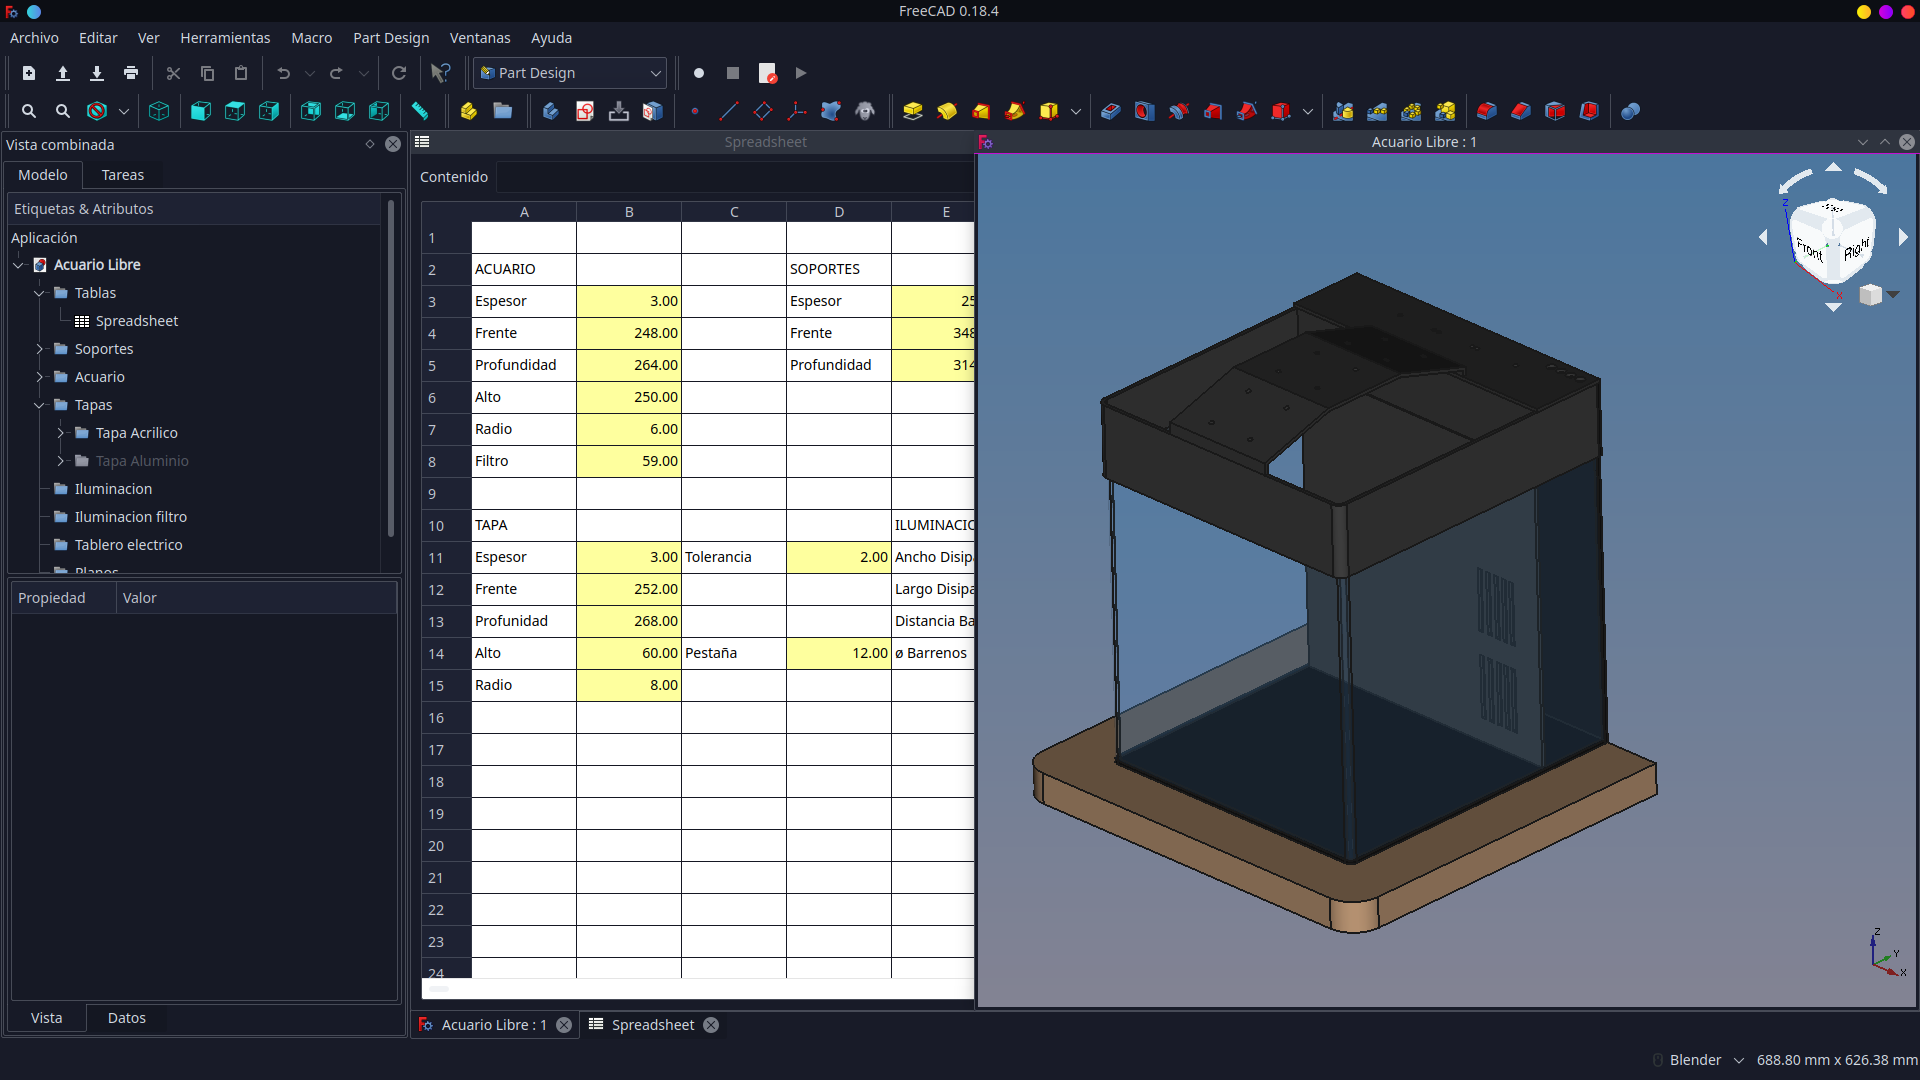 FreeCAD 0.18.4
Archivo Editar Ver Herramientas Macro Part Design Ventanas Ayuda
Part Design
Vista combinada
Modelo Tareas
Etiquetas & Atributos
Aplicación
Acuario Libre
Tablas
Spreadsheet
Soportes
Acuario
Tapas
Tapa Acrilico
Tapa Aluminio
Iluminacion
Iluminacion filtro
Tablero electrico
Planos
Propiedad Valor
Vista Datos
Spreadsheet
Contenido
A B C D E
1
2 ACUARIO SOPORTES
3 Espesor 3.00 Espesor 25
4 Frente 248.00 Frente 348
5 Profundidad 264.00 Profundidad 314
6 Alto 250.00
7 Radio 6.00
8 Filtro 59.00
9
10 TAPA ILUMINACIO
11 Espesor 3.00 Tolerancia 2.00 Ancho Disip
12 Frente 252.00 Largo Disipa
13 Profunidad 268.00 Distancia Ba
14 Alto 60.00 Pestaña 12.00 ø Barrenos
15 Radio 8.00
16
17
18
19
20
21
22
23
24
Acuario Libre : 1
Z
Front Right
X
Z
Y
X
Acuario Libre : 1 Spreadsheet
Blender 688.80 mm x 626.38 mm